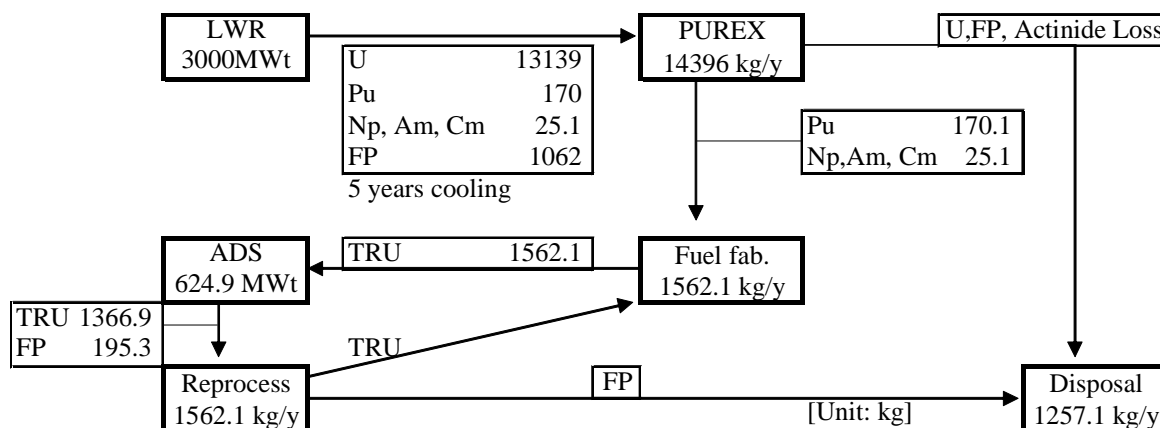 LWR
3000MWt
PUREX
14396 kg/y
U,FP, Actinide Loss
U 13139
Pu 170
Np, Am, Cm 25.1
FP 1062
5 years cooling
Pu 170.1
Np,Am, Cm 25.1
ADS
624.9 MWt
TRU 1562.1
Fuel fab.
1562.1 kg/y
TRU 1366.9
FP 195.3
TRU
Reprocess
1562.1 kg/y
FP
[Unit: kg]
Disposal
1257.1 kg/y